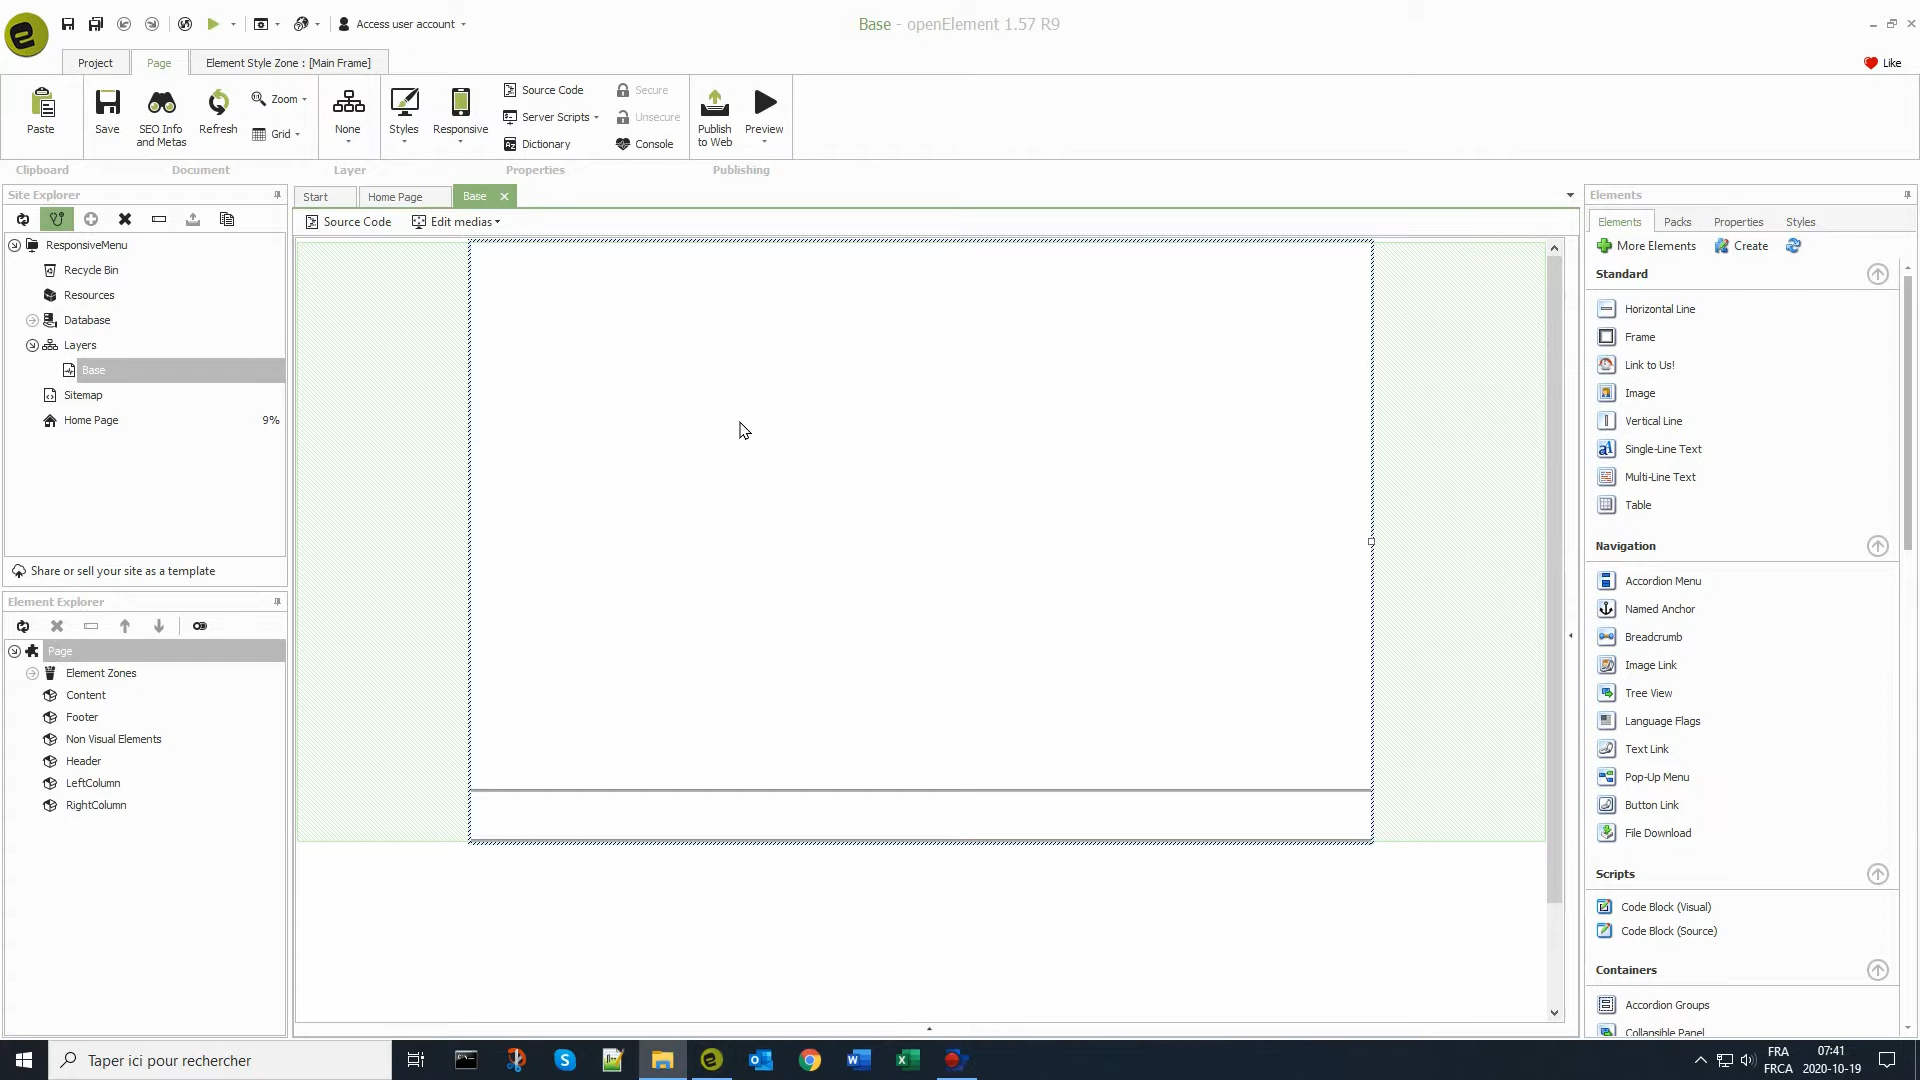 Access user account
Base - openElement 1.57 R9
Project
Page
Element Style Zone : [Main Frame]
Like
Paste
Save
SEO Info
and Metas
Refresh
Zoom
Grid
None
Styles
Responsive
Source Code
Server Scripts
Dictionary
Secure
Unsecure
Console
Publish
to Web
Preview
Clipboard
Document
Layer
Properties
Publishing
Site Explorer
Start
Home Page
Base
Elements
Source Code
Edit medias
Elements
Packs
Properties
Styles
More Elements
Create
ResponsiveMenu
Recycle Bin
Resources
Database
Layers
Base
Sitemap
Home Page
9%
Share or sell your site as a template
Element Explorer
Page
Element Zones
Content
Footer
Non Visual Elements
Header
LeftColumn
RightColumn
Standard
Horizontal Line
Frame
Link to Us!
Image
Vertical Line
Single-Line Text
Multi-Line Text
Table
Navigation
Accordion Menu
Named Anchor
Breadcrumb
Image Link
Tree View
Language Flags
Text Link
Pop-Up Menu
Button Link
File Download
Scripts
Code Block (Visual)
Code Block (Source)
Containers
Accordion Groups
Collapsible Panel
Taper ici pour rechercher
FRA
FRCA
07:41
2020-10-19